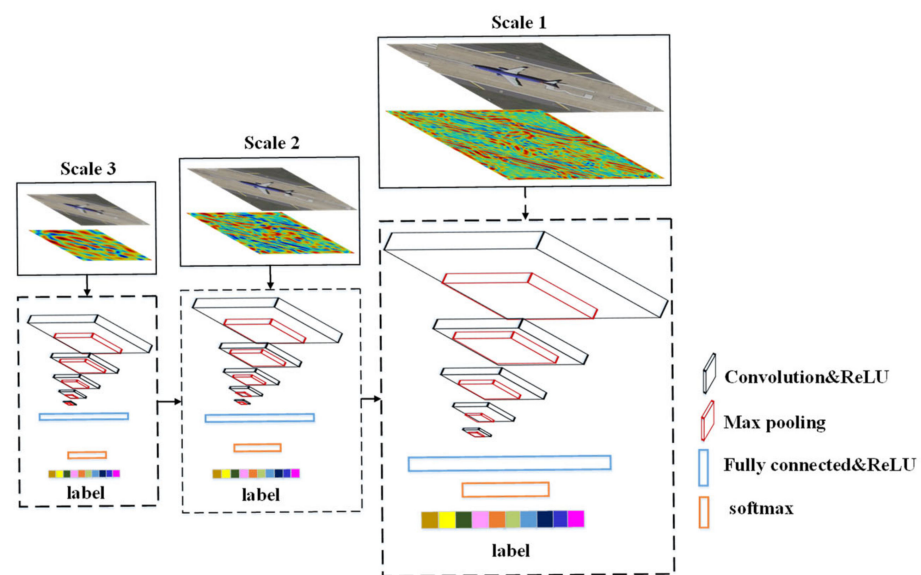 Scale 1
Scale 2
Scale 3
label
label
label
Convolution&ReLU
Max pooling
Fully connected&ReLU
softmax